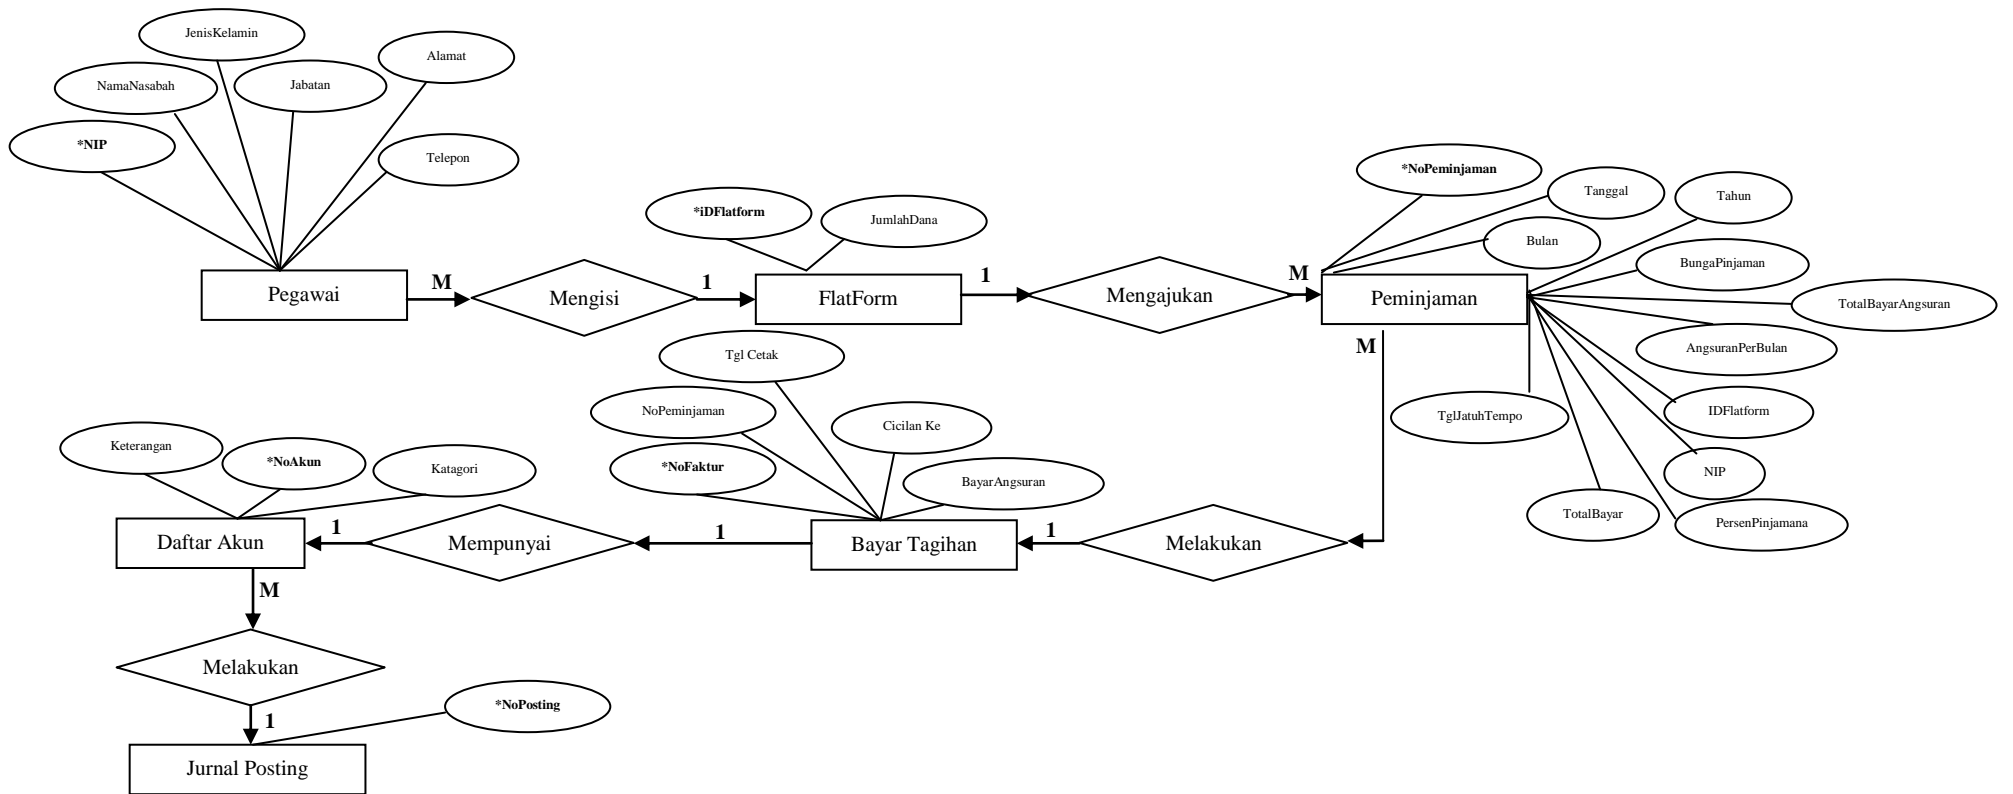 JenisKelamin
Alamat
NamaNasabah
Jabatan
*NIP
Telepon
*NoPeminjaman
Tanggal
Tahun
*iDFlatform
JumlahDana
Bulan
BungaPinjaman
Pegawai
M
Mengisi
1
FlatForm
1
Mengajukan
M
Peminjaman
TotalBayarAngsuran
AngsuranPerBulan
M
Tgl Cetak
NoPeminjaman
TglJatuhTempo
IDFlatform
Cicilan Ke
Keterangan
*NoAkun
Katagori
*NoFaktur
BayarAngsuran
NIP
TotalBayar
PersenPinjamana
Daftar Akun
1
Mempunyai
1
Bayar Tagihan
1
Melakukan
M
Melakukan
*NoPosting
1
Jurnal Posting